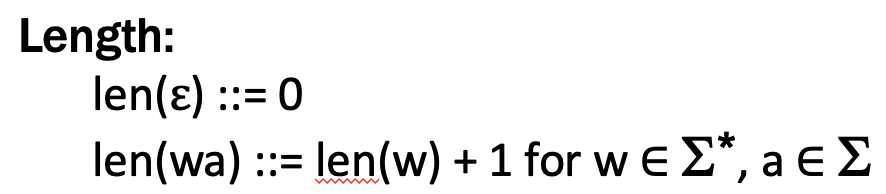 Length:
len(ε) ::= 0
len(wa) ::= len(w) + 1 for w ∈ Σ*, a ∈ Σ